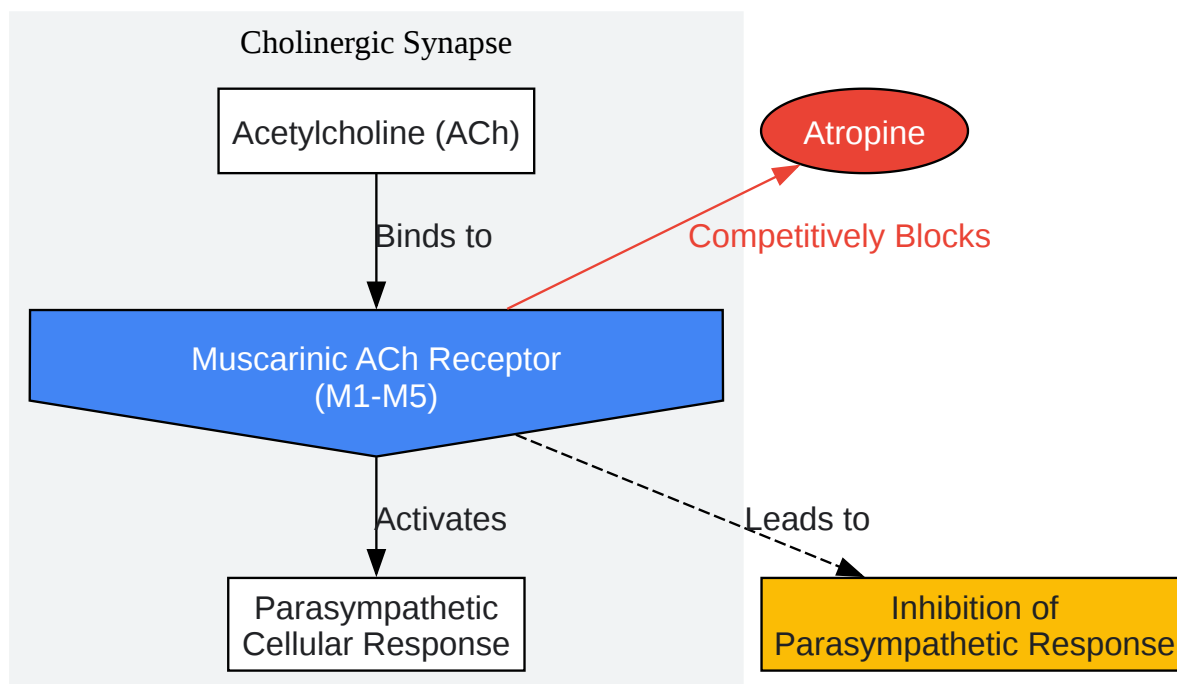 Cholinergic Synapse
Acetylcholine (ACh)
Atropine
Binds to
Competitively Blocks
Muscarinic ACh Receptor
(M1-M5)
Activates
Leads to
Parasympathetic
Cellular Response
Inhibition of
Parasympathetic Response